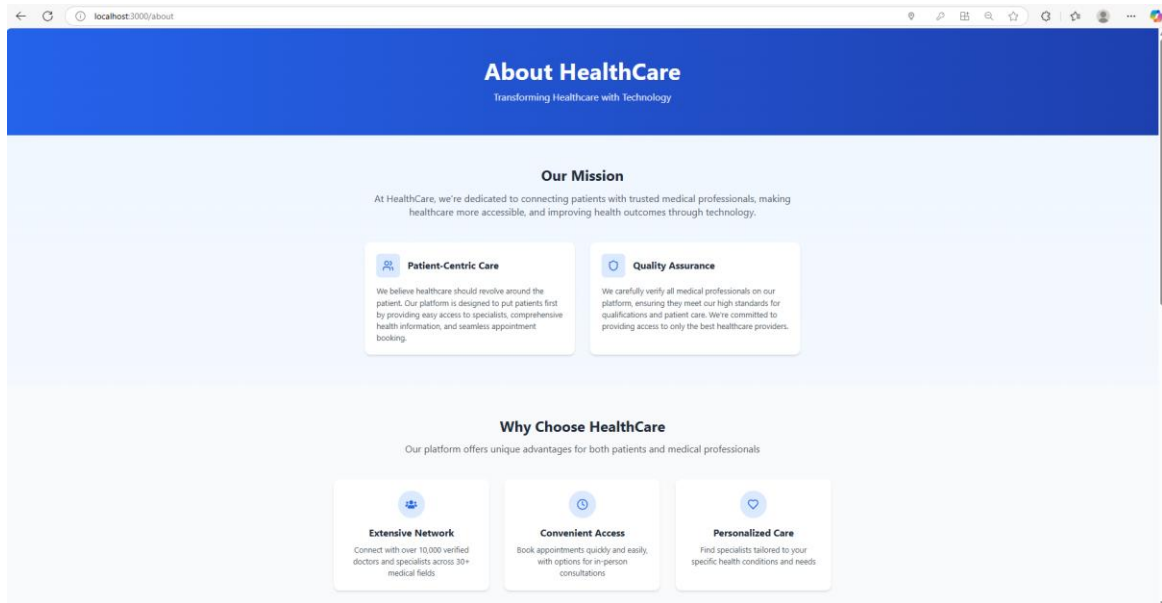 localhost:3000/about
About HealthCare
Transforming Healthcare with Technology
Our Mission
At HealthCare, we're dedicated to connecting patients with trusted medical professionals, making
healthcare more accessible, and improving health outcomes through technology.
Patient-Centric Care
We believe healthcare should revolve around the
patient. Our platform is designed to put patients first
by providing easy access to specialists, comprehensive
health information, and seamless appointment
booking.
Quality Assurance
We carefully verify all medical professionals on our
platform, ensuring they meet our high standards for
qualifications and patient care. We're committed to
providing access to only the best healthcare providers.
Why Choose HealthCare
Our platform offers unique advantages for both patients and medical professionals
Extensive Network
Connect with over 10,000 verified
doctors and specialists across 30+
medical fields
Convenient Access
Book appointments quickly and easily,
with options for in-person
consultations
Personalized Care
Find specialists tailored to your
specific health conditions and needs